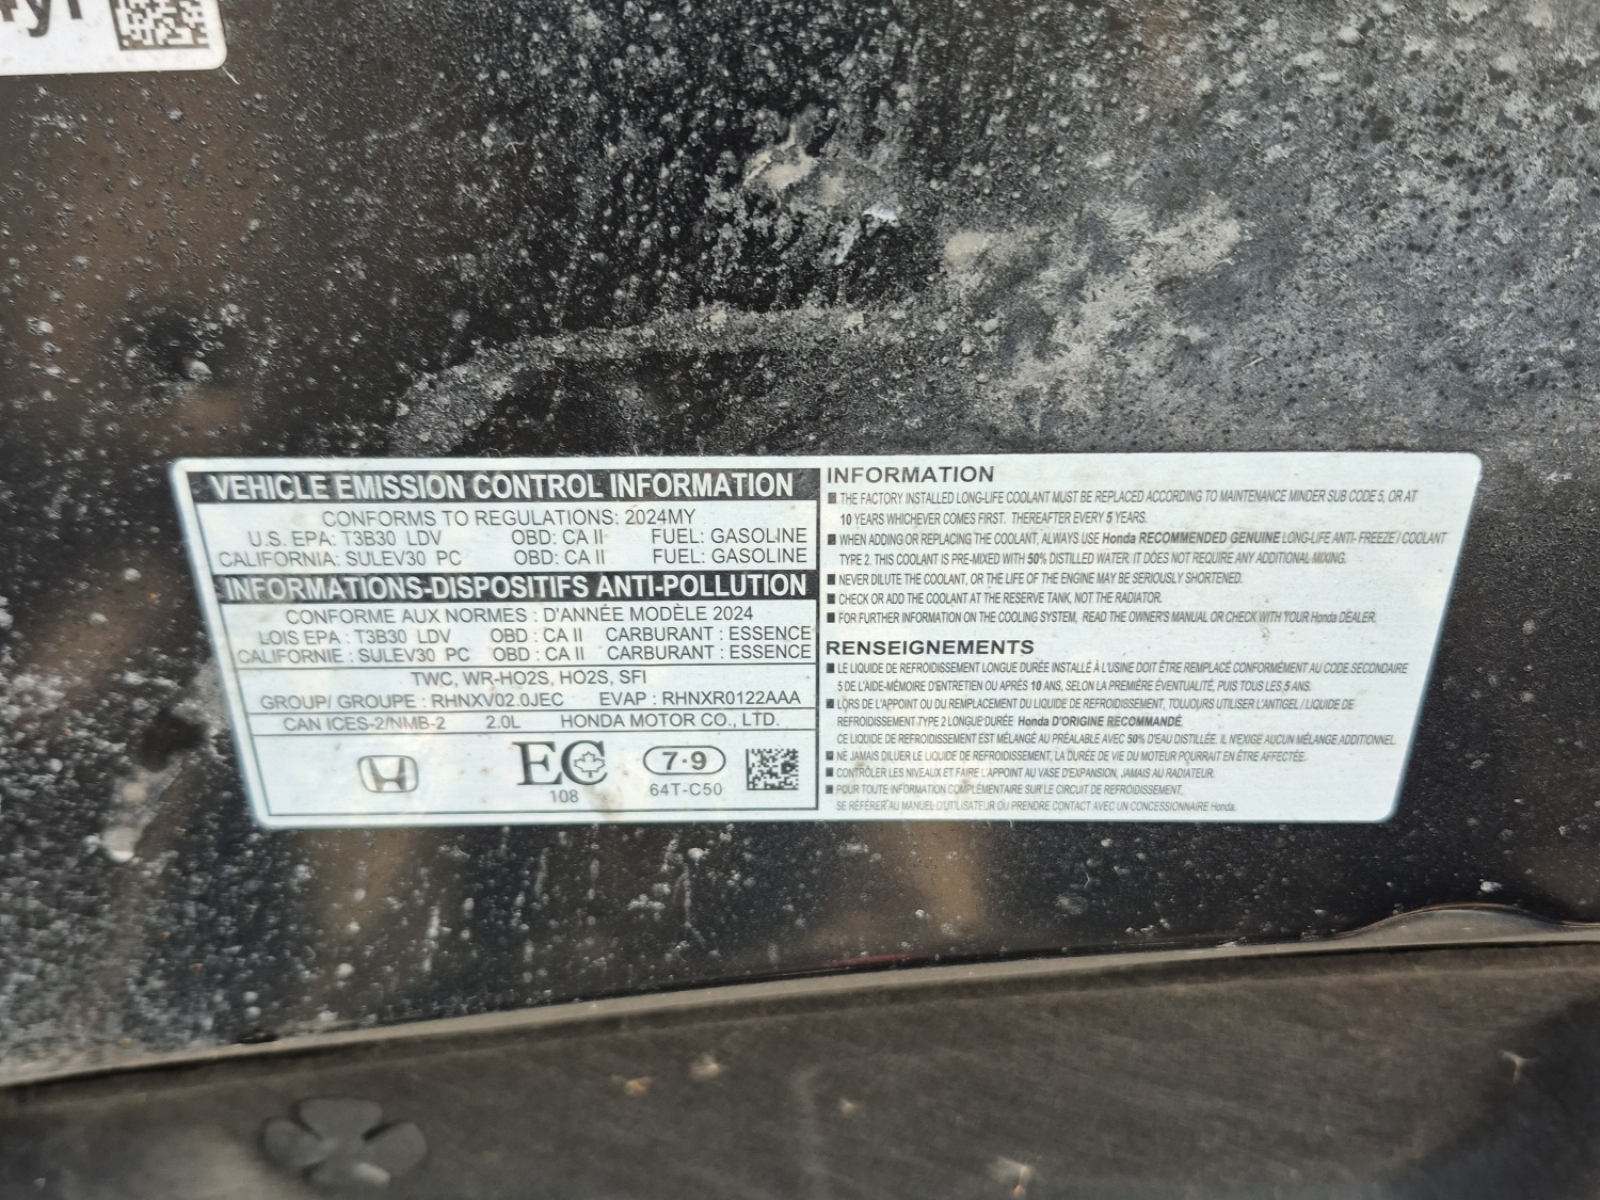 VEHICLE EMISSION CONTROL INFORMATION
CONFORMS TO REGULATIONS: 2024MY
U.S. EPA: T3B30 LDV OBD: CA II FUEL: GASOLINE
CALIFORNIA: SULEV30 PC OBD: CA II FUEL: GASOLINE
INFORMATIONS-DISPOSITIFS ANTI-POLLUTION
CONFORME AUX NORMES : D'ANNÉE MODÈLE 2024
LOIS EPA : T3B30 LDV OBD : CA II CARBURANT : ESSENCE
CALIFORNIE : SULEV30 PC OBD : CA II CARBURANT : ESSENCE
TWC, WR-HO2S, HO2S, SFI
GROUP/ GROUPE : RHNXV02.0JEC EVAP : RHNXR0122AAA
CAN ICES-2/NMB-2 2.0L HONDA MOTOR CO., LTD.
EC 7·9
108 64T-C50
INFORMATION
THE FACTORY INSTALLED LONG-LIFE COOLANT MUST BE REPLACED ACCORDING TO MAINTENANCE MINDER SUB CODE 5, OR AT
10 YEARS WHICHEVER COMES FIRST. THEREAFTER EVERY 5 YEARS.
WHEN ADDING OR REPLACING THE COOLANT, ALWAYS USE Honda RECOMMENDED GENUINE LONG-LIFE ANTI- FREEZE / COOLANT
TYPE 2. THIS COOLANT IS PRE-MIXED WITH 50% DISTILLED WATER. IT DOES NOT REQUIRE ANY ADDITIONAL MIXING.
NEVER DILUTE THE COOLANT, OR THE LIFE OF THE ENGINE MAY BE SERIOUSLY SHORTENED.
CHECK OR ADD THE COOLANT AT THE RESERVE TANK, NOT THE RADIATOR.
FOR FURTHER INFORMATION ON THE COOLING SYSTEM, READ THE OWNER'S MANUAL OR CHECK WITH YOUR Honda DEALER.
RENSEIGNEMENTS
LE LIQUIDE DE REFROIDISSEMENT LONGUE DURÉE INSTALLÉ À L'USINE DOIT ÊTRE REMPLACÉ CONFORMÉMENT AU CODE SECONDAIRE
5 DE L'AIDE-MÉMOIRE D'ENTRETIEN OU APRÈS 10 ANS, SELON LA PREMIÈRE ÉVENTUALITÉ, PUIS TOUS LES 5 ANS.
LORS DE L'APPOINT OU DU REMPLACEMENT DU LIQUIDE DE REFROIDISSEMENT, TOUJOURS UTILISER L'ANTIGEL / LIQUIDE DE
REFROIDISSEMENT TYPE 2 LONGUE DURÉE Honda D'ORIGINE RECOMMANDÉ.
CE LIQUIDE DE REFROIDISSEMENT EST MÉLANGÉ AU PRÉALABLE AVEC 50% D'EAU DISTILLÉE. IL N'EXIGE AUCUN MÉLANGE ADDITIONNEL.
NE JAMAIS DILUER LE LIQUIDE DE REFROIDISSEMENT, LA DURÉE DE VIE DU MOTEUR POURRAIT EN ÊTRE AFFECTÉE.
CONTRÔLER LES NIVEAUX ET FAIRE L'APPOINT AU VASE D'EXPANSION, JAMAIS AU RADIATEUR.
POUR TOUTE INFORMATION COMPLÉMENTAIRE SUR LE CIRCUIT DE REFROIDISSEMENT,
SE RÉFÉRER AU MANUEL D'UTILISATEUR OU PRENDRE CONTACT AVEC UN CONCESSIONNAIRE Honda.